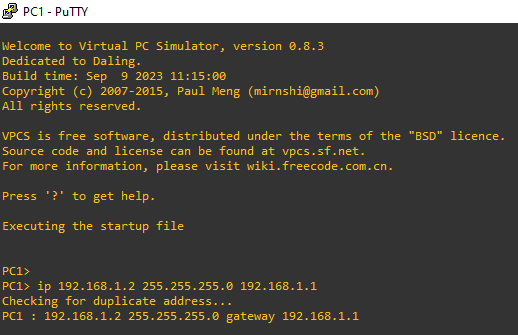 PC1 - PuTTY
Welcome to Virtual PC Simulator, version 0.8.3
Dedicated to Daling.
Build time: Sep  9 2023 11:15:00
Copyright (c) 2007-2015, Paul Meng (mirnshi@gmail.com)
All rights reserved.
VPCS is free software, distributed under the terms of the "BSD" licence.
Source code and license can be found at vpcs.sf.net.
For more information, please visit wiki.freecode.com.cn.
Press '?' to get help.
Executing the startup file
PC1>
PC1> ip 192.168.1.2 255.255.255.0 192.168.1.1
Checking for duplicate address...
PC1 : 192.168.1.2 255.255.255.0 gateway 192.168.1.1